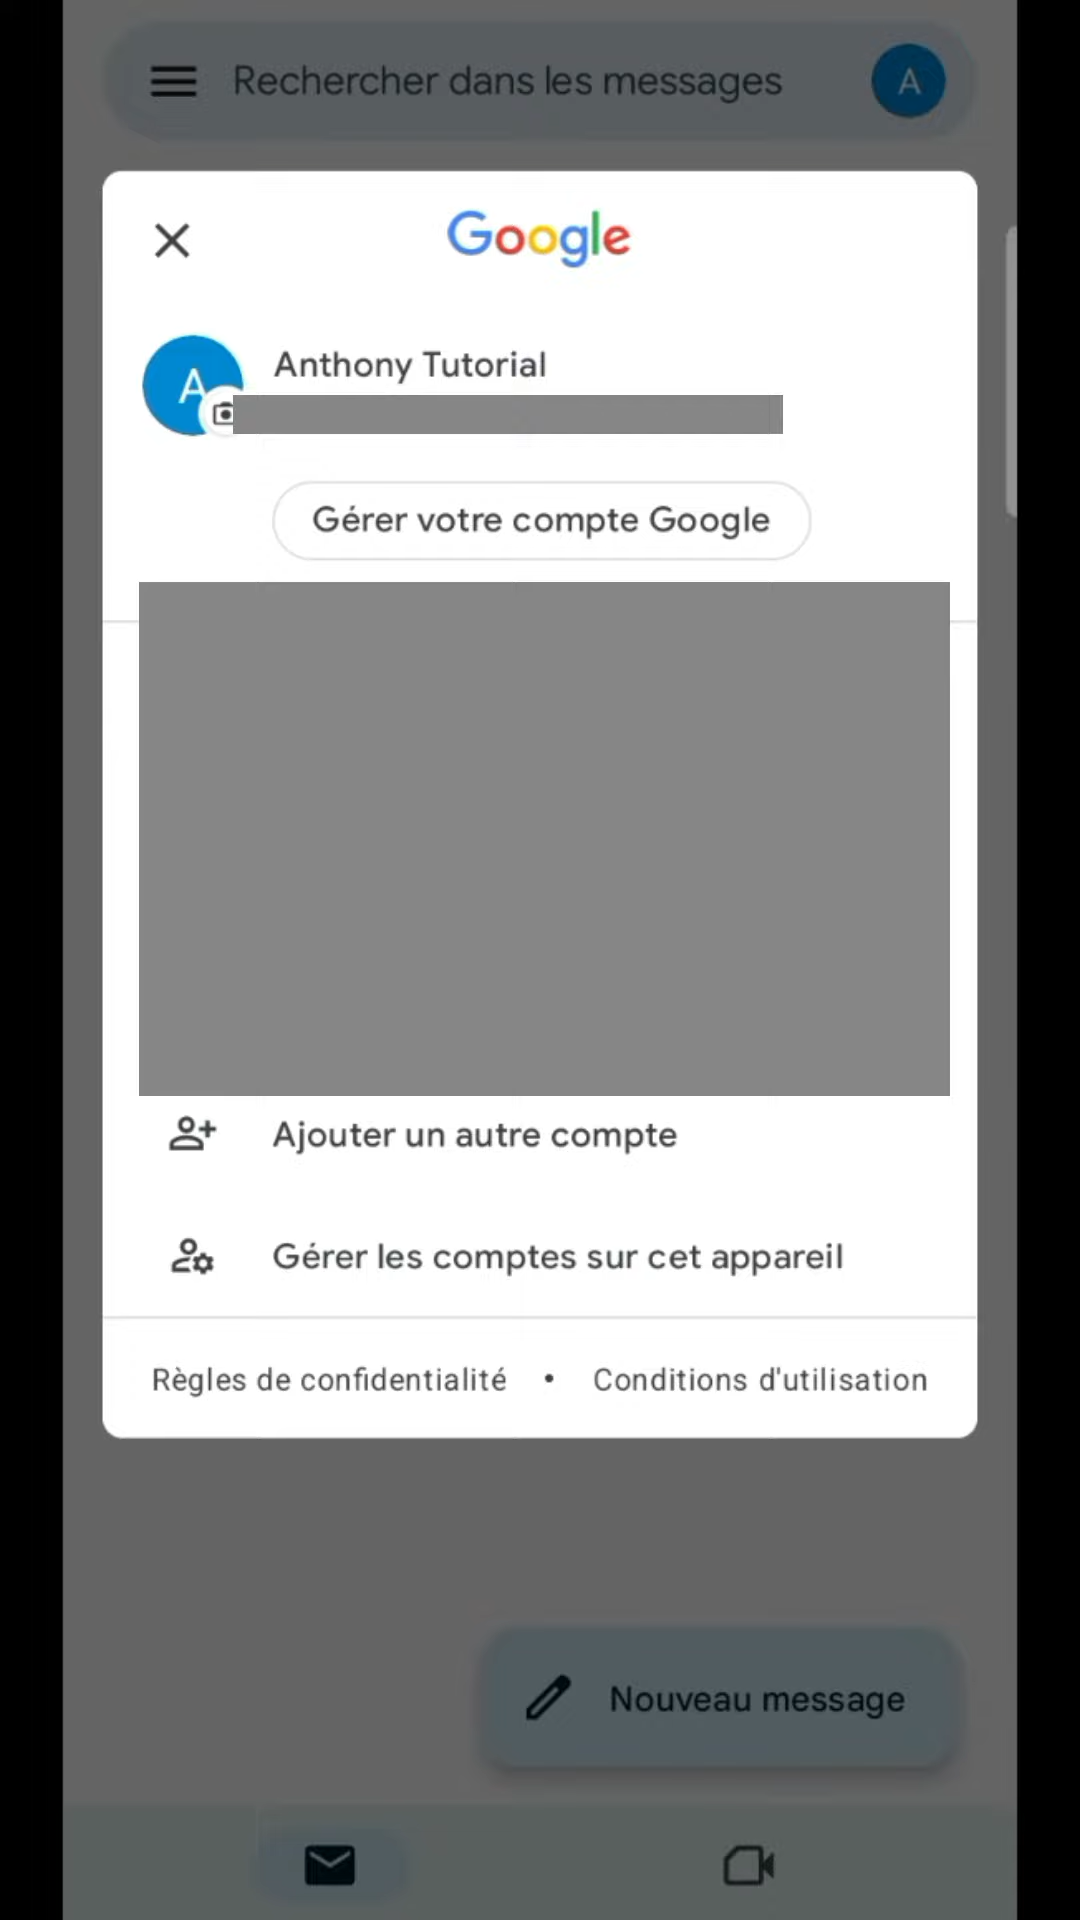 Rechercher dans les messages
A
Google
A
Anthony Tutorial
Gérer votre compte Google
Ajouter un autre compte
Gérer les comptes sur cet appareil
Règles de confidentialité • Conditions d'utilisation
Nouveau message